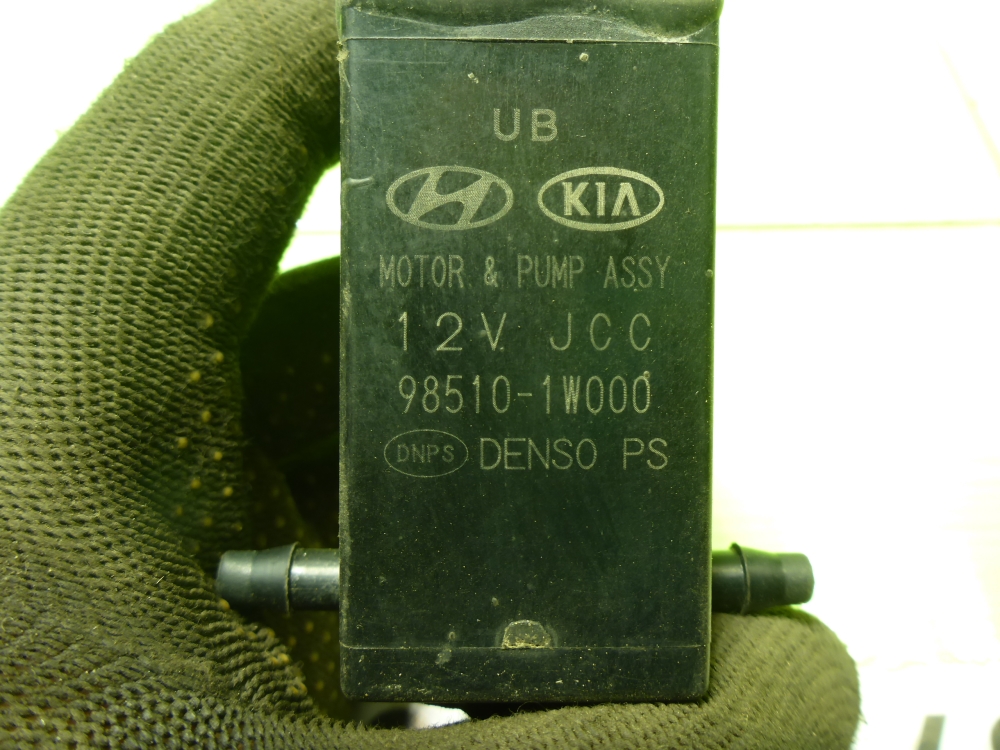 UB
KIA
MOTOR & PUMP ASSY
12V JCC
98510-1W000
DNPS DENSO PS